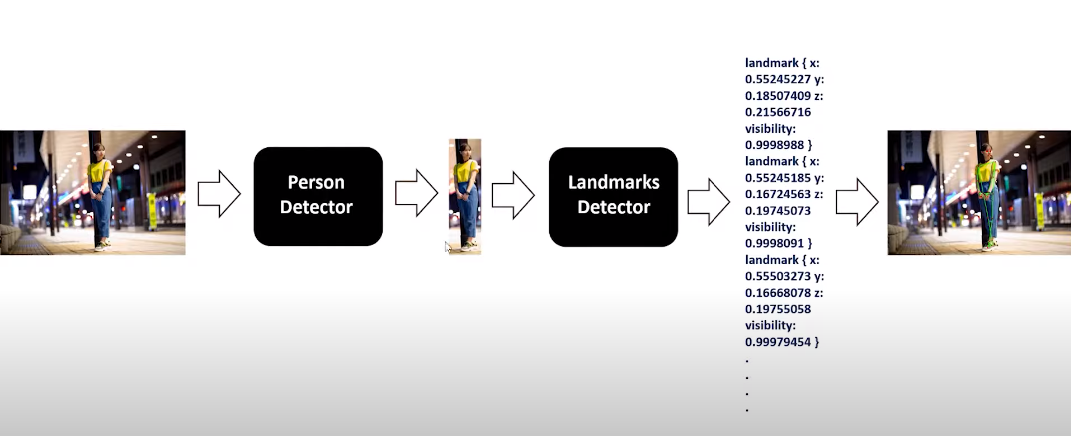 Person
Detector
Landmarks
Detector
landmark { x:
0.55245227 y:
0.18507409 z:
0.21566716
visibility:
0.9998988 }
landmark { x:
0.55245185 y:
0.16724563 z:
0.19745073
visibility:
0.9998091 }
landmark { x:
0.55503273 y:
0.16668078 z:
0.19755058
visibility:
0.99979454 }
.
.
.
.